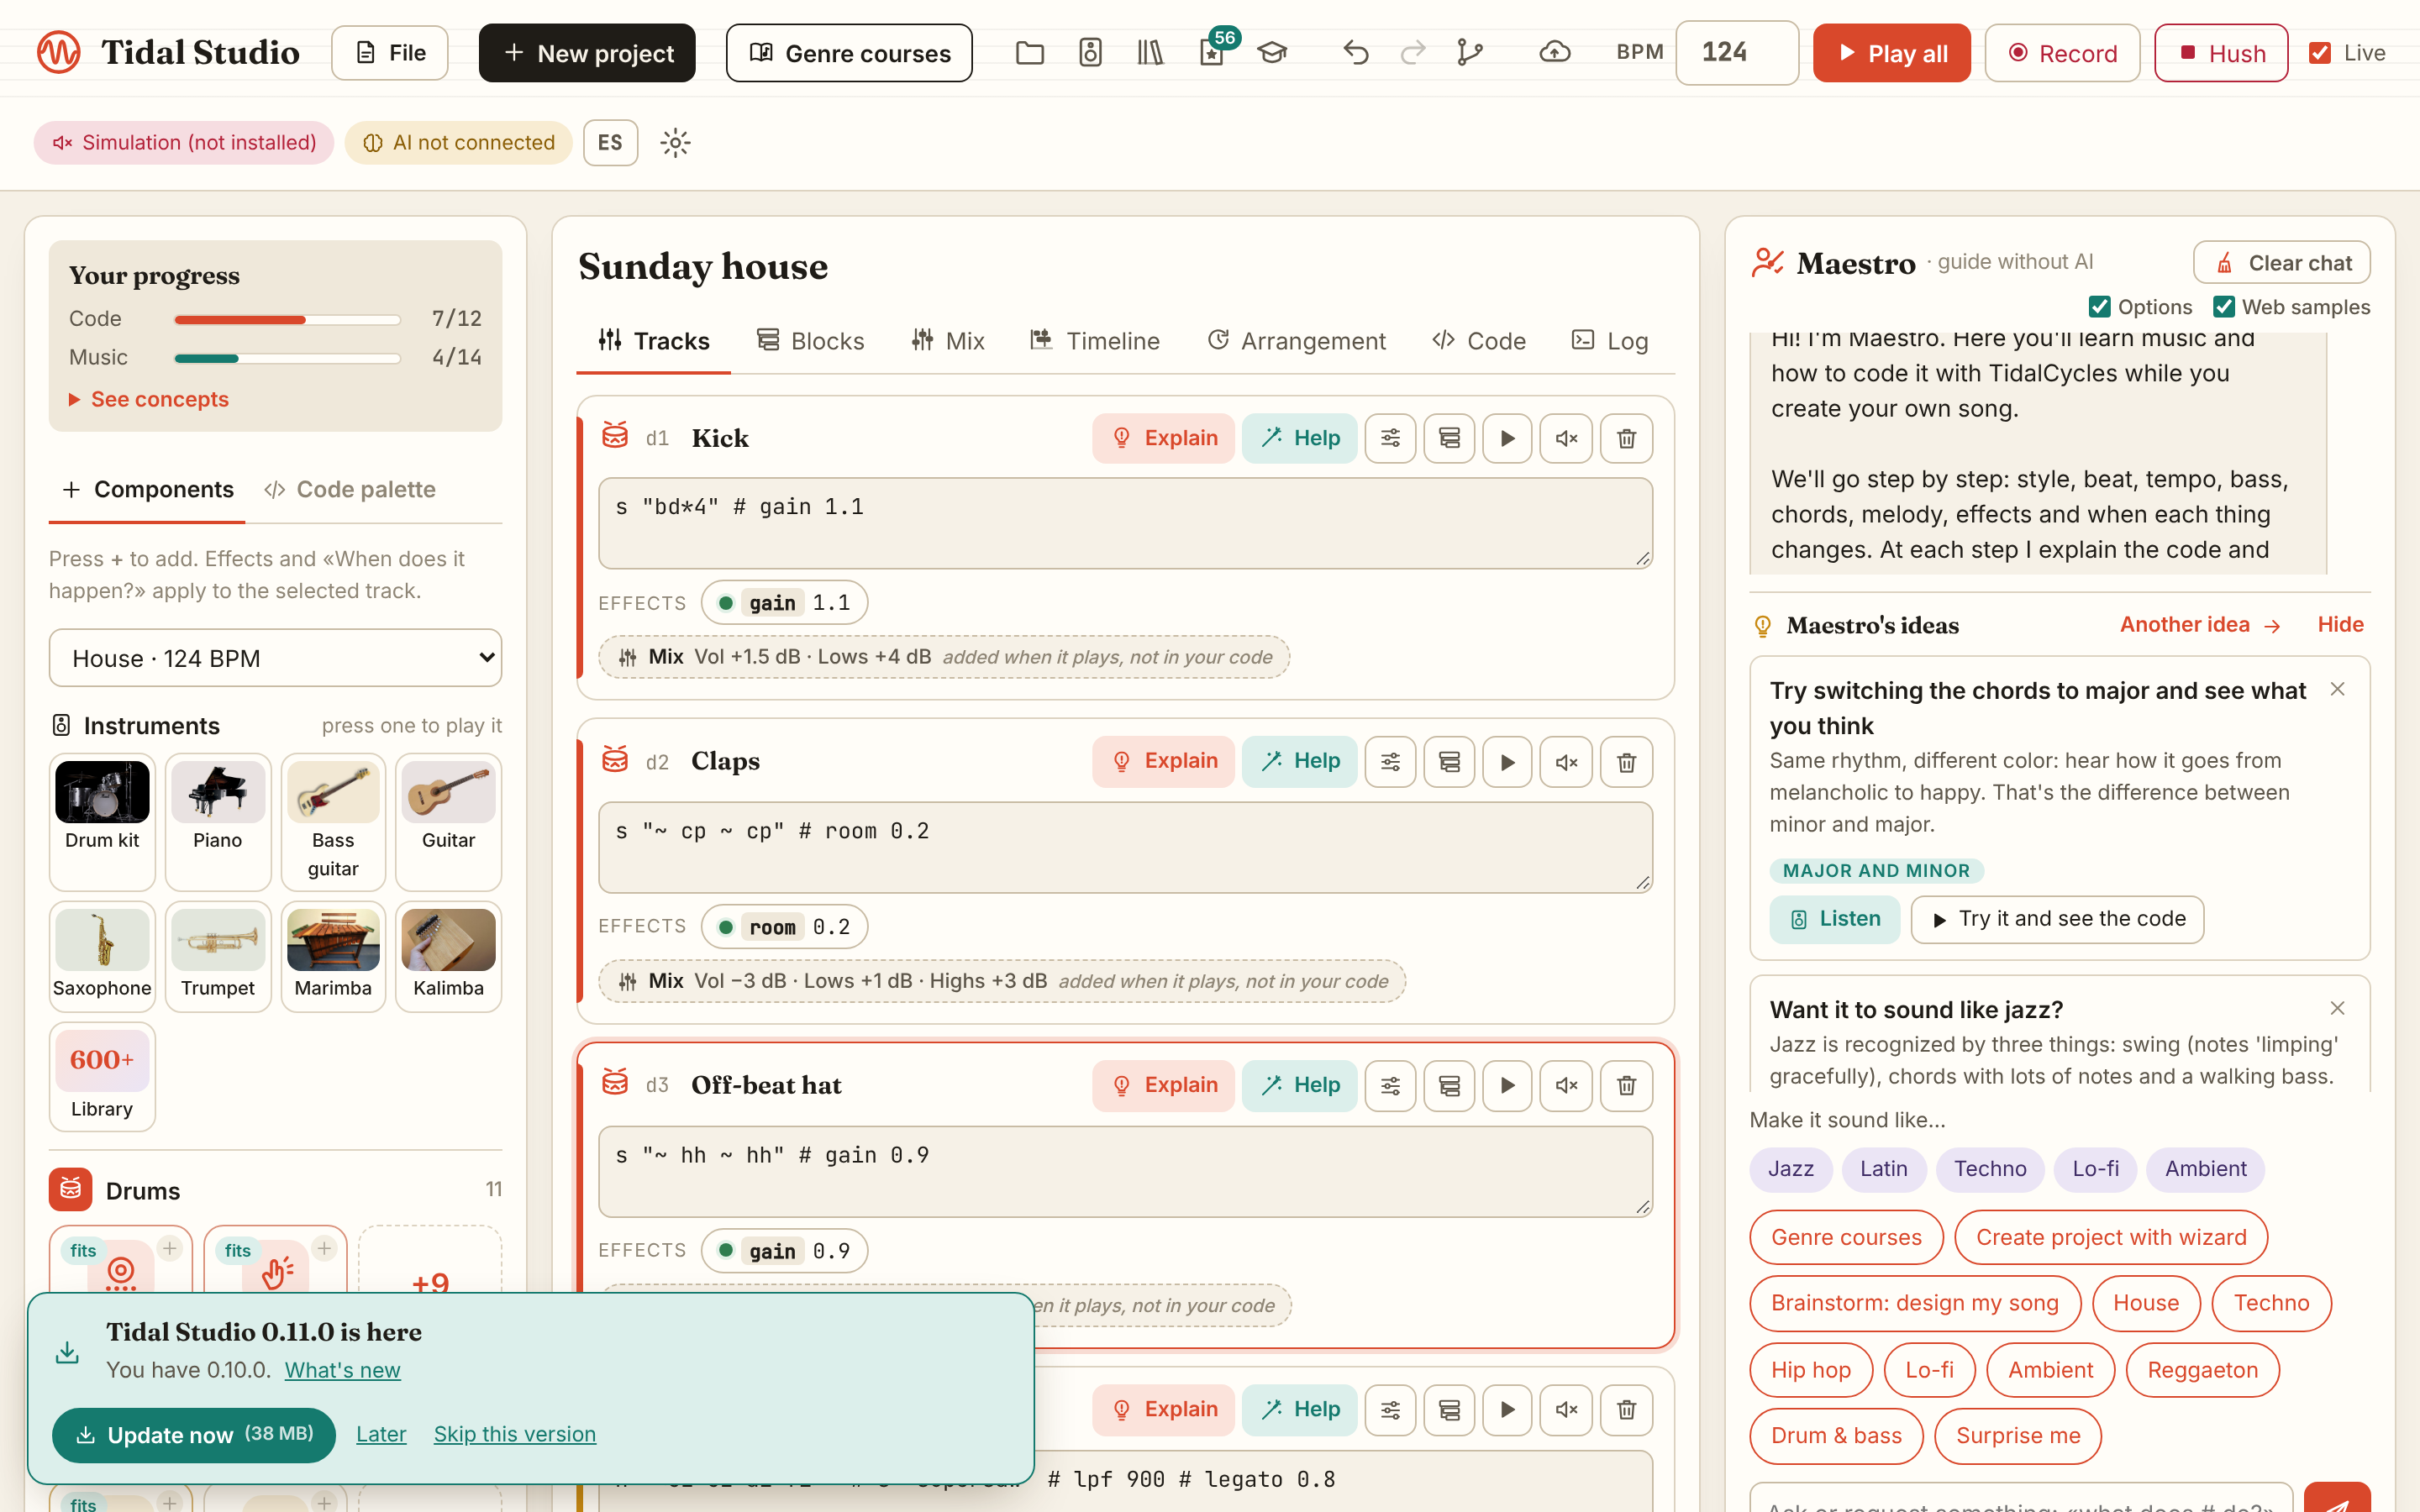 Tidal Studio
File
New project
Genre courses
56
BPM 124
Play all
Record
Hush
Live
Simulation (not installed)
AI not connected
ES
Your progress
Code 7/12
Music 4/14
See concepts
Components
Code palette
Press + to add. Effects and «When does it
happen?» apply to the selected track.
House · 124 BPM
Instruments press one to play it
Drum kit
Piano
Bass
guitar
Guitar
Saxophone
Trumpet
Marimba
Kalimba
600+
Library
Drums 11
fits
fits
+9
fits
Sunday house
Tracks
Blocks
Mix
Timeline
Arrangement
Code
Log
d1 Kick
Explain
Help
s "bd*4" # gain 1.1
EFFECTS gain 1.1
Mix Vol +1.5 dB · Lows +4 dB added when it plays, not in your code
d2 Claps
Explain
Help
s "~ cp ~ cp" # room 0.2
EFFECTS room 0.2
Mix Vol −3 dB · Lows +1 dB · Highs +3 dB added when it plays, not in your code
d3 Off-beat hat
Explain
Help
s "~ hh ~ hh" # gain 0.9
EFFECTS gain 0.9
it plays, not in your code
Explain
Help
# lpf 900 # legato 0.8
Maestro · guide without AI
Clear chat
Options
Web samples
Hi! I'm Maestro. Here you'll learn music and
how to code it with TidalCycles while you
create your own song.
We'll go step by step: style, beat, tempo, bass,
chords, melody, effects and when each thing
changes. At each step I explain the code and
Maestro's ideas
Another idea →
Hide
Try switching the chords to major and see what
you think
Same rhythm, different color: hear how it goes from
melancholic to happy. That's the difference between
minor and major.
MAJOR AND MINOR
Listen
Try it and see the code
Want it to sound like jazz?
Jazz is recognized by three things: swing (notes 'limping'
gracefully), chords with lots of notes and a walking bass.
Make it sound like...
Jazz
Latin
Techno
Lo-fi
Ambient
Genre courses
Create project with wizard
Brainstorm: design my song
House
Techno
Hip hop
Lo-fi
Ambient
Reggaeton
Drum & bass
Surprise me
Ask or request something: «what does # do?»
Tidal Studio 0.11.0 is here
You have 0.10.0. What's new
Update now (38 MB)
Later
Skip this version